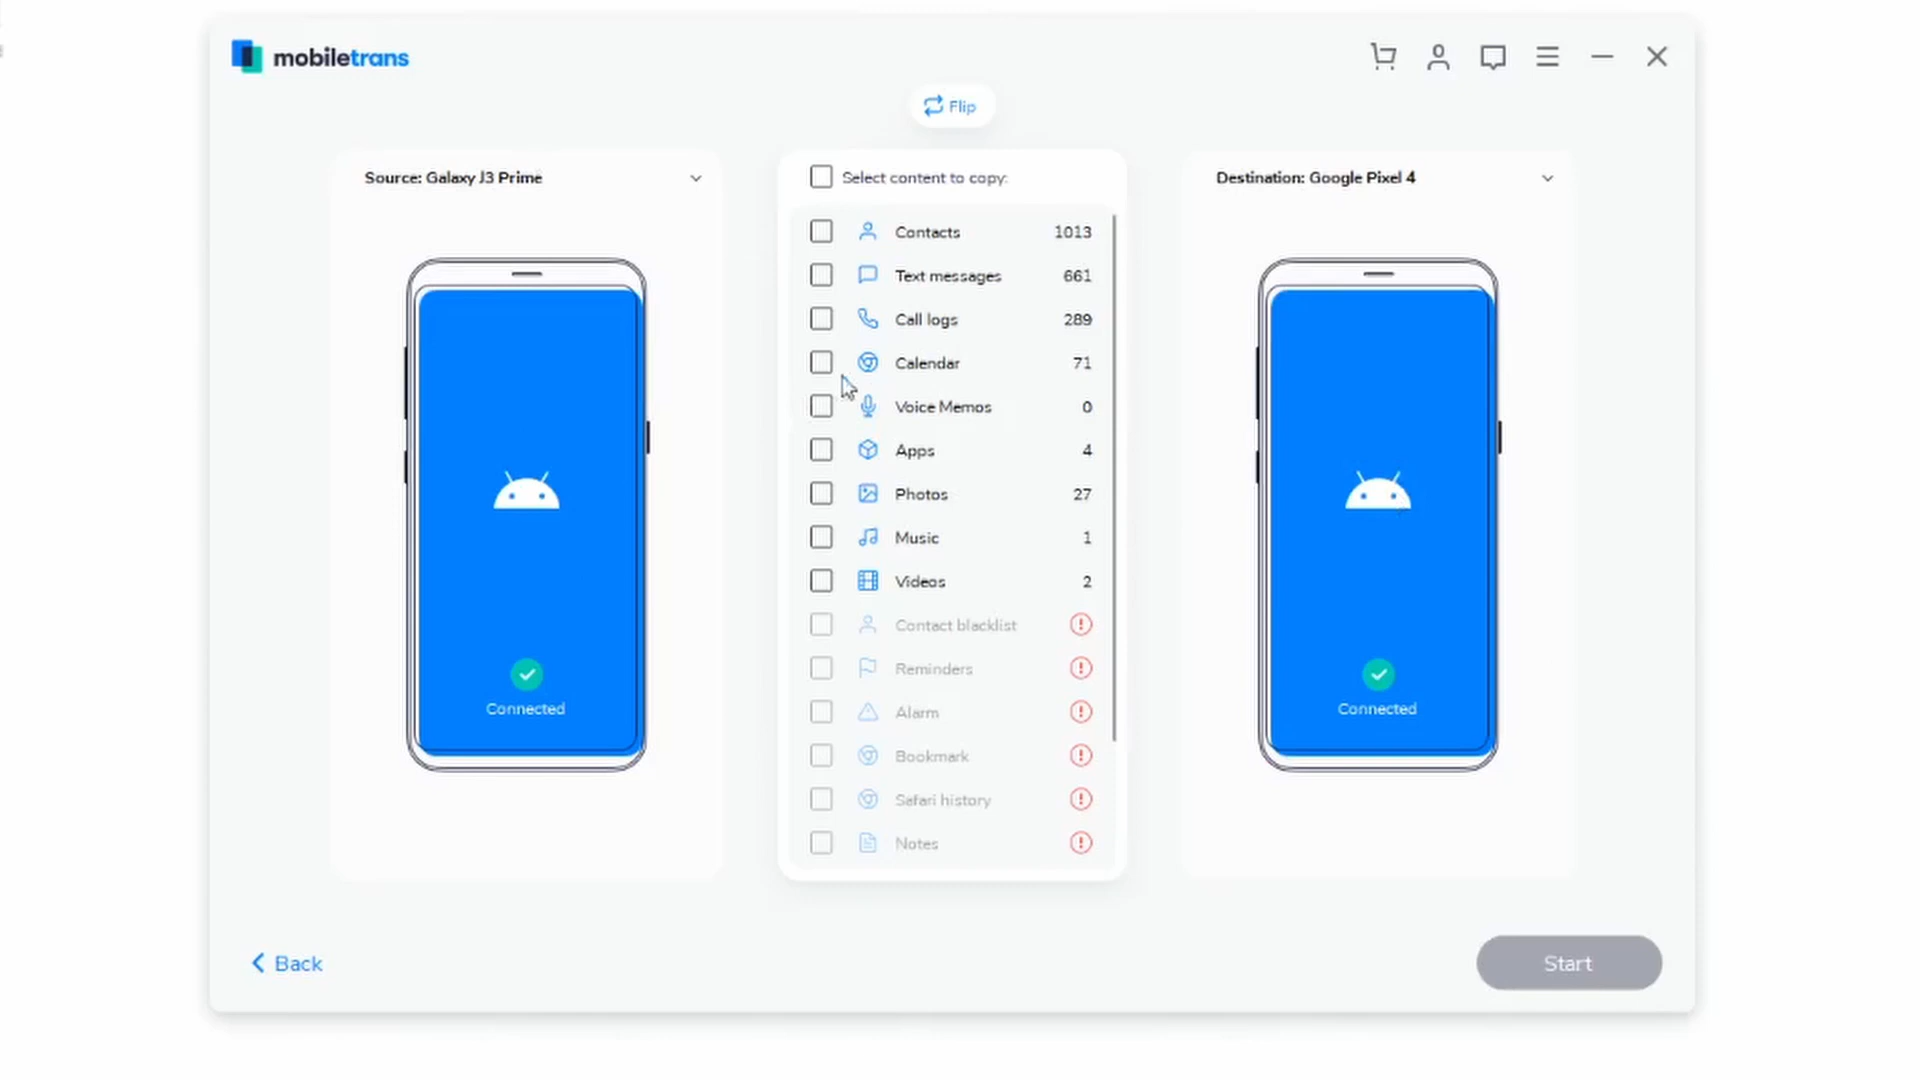 mobiletrans
Flip
Source: Galaxy J3 Prime
Select content to copy:
Contacts 1013
Text messages 661
Call logs 289
Calendar 71
Voice Memos 0
Apps 4
Photos 27
Music 1
Videos 2
Contact blacklist
Reminders
Alarm
Bookmark
Safari history
Notes
Destination: Google Pixel 4
Connected
Connected
Back
Start